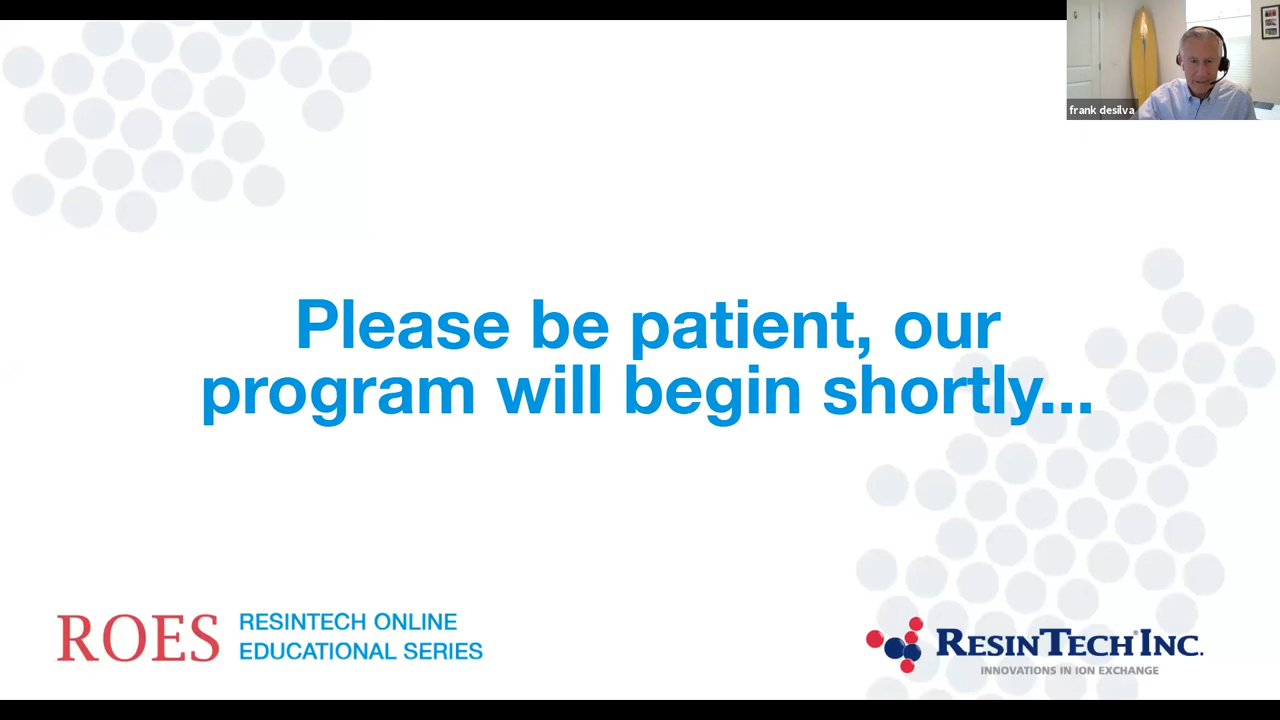 frank desilva
Please be patient, our
program will begin shortly...
ROES
RESINTECH ONLINE
EDUCATIONAL SERIES
RESINTECH® INC.
INNOVATIONS IN ION EXCHANGE